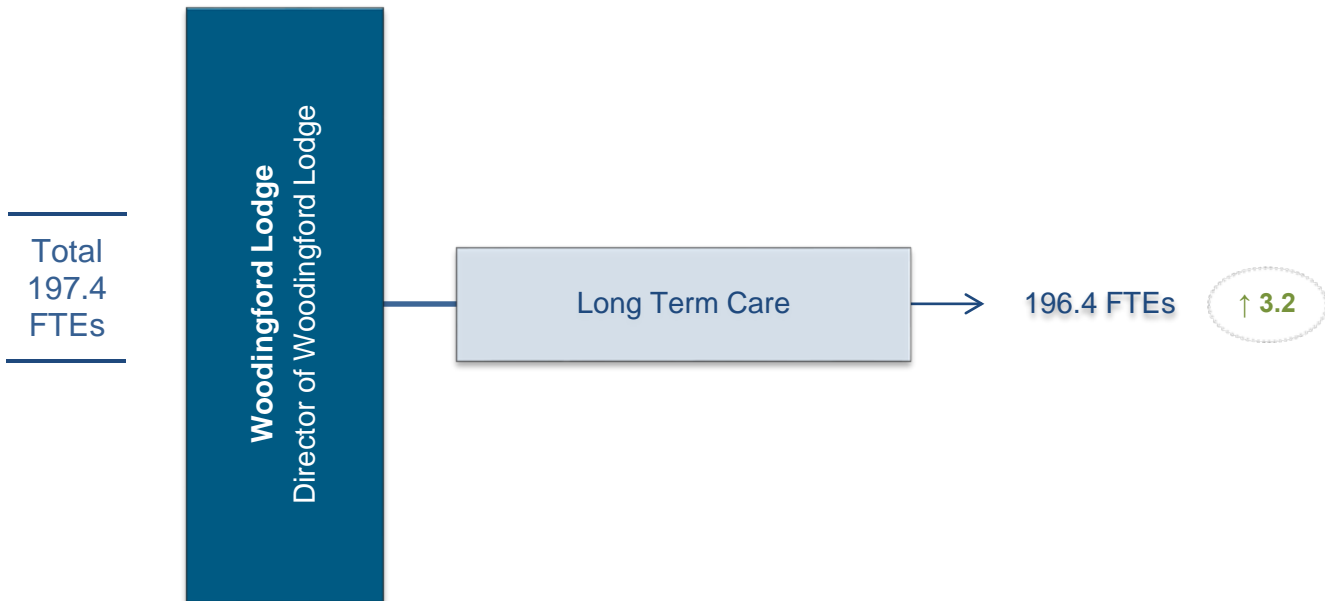 Total
197.4
FTEs
Woodingford Lodge
Director of Woodingford Lodge
Long Term Care
196.4 FTEs
↑ 3.2